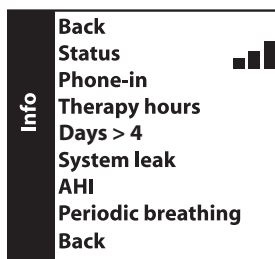 Info
Back
Status
Phone-in
Therapy hours
Days > 4
System leak
AHI
Periodic breathing
Back